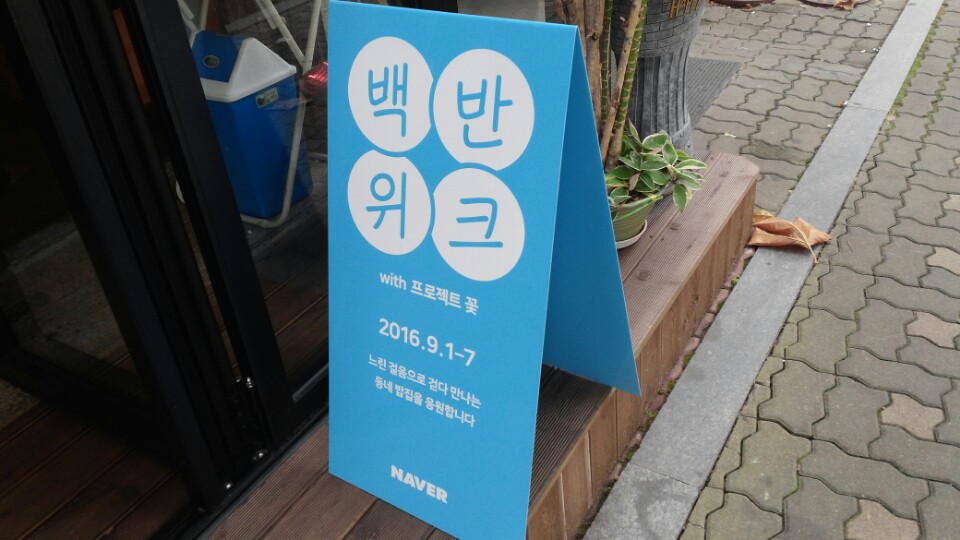 백반
위크
with 프로젝트 꽃
2016.9.1-7
느린 걸음으로 걷다 만나는
동네 밥집을 응원합니다
NAVER